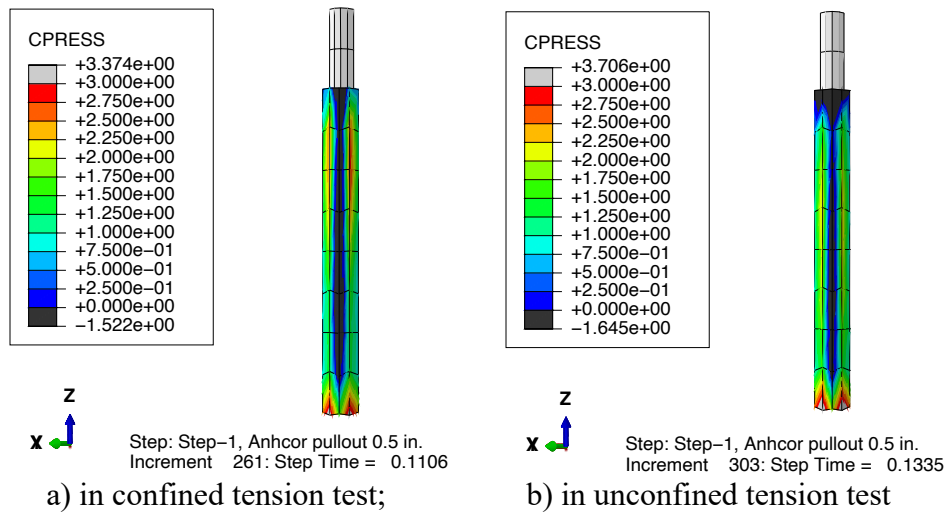 CPRESS
+3.374e+00
+3.000e+00
+2.750e+00
+2.500e+00
+2.250e+00
+2.000e+00
+1.750e+00
+1.500e+00
+1.250e+00
+1.000e+00
+7.500e−01
+5.000e−01
+2.500e−01
+0.000e+00
−1.522e+00
Z
X
Step: Step−1, Anhcor pullout 0.5 in.
Increment 261: Step Time = 0.1106
a) in confined tension test;
CPRESS
+3.706e+00
+3.000e+00
+2.750e+00
+2.500e+00
+2.250e+00
+2.000e+00
+1.750e+00
+1.500e+00
+1.250e+00
+1.000e+00
+7.500e−01
+5.000e−01
+2.500e−01
+0.000e+00
−1.645e+00
Z
X
Step: Step−1, Anhcor pullout 0.5 in.
Increment 303: Step Time = 0.1335
b) in unconfined tension test